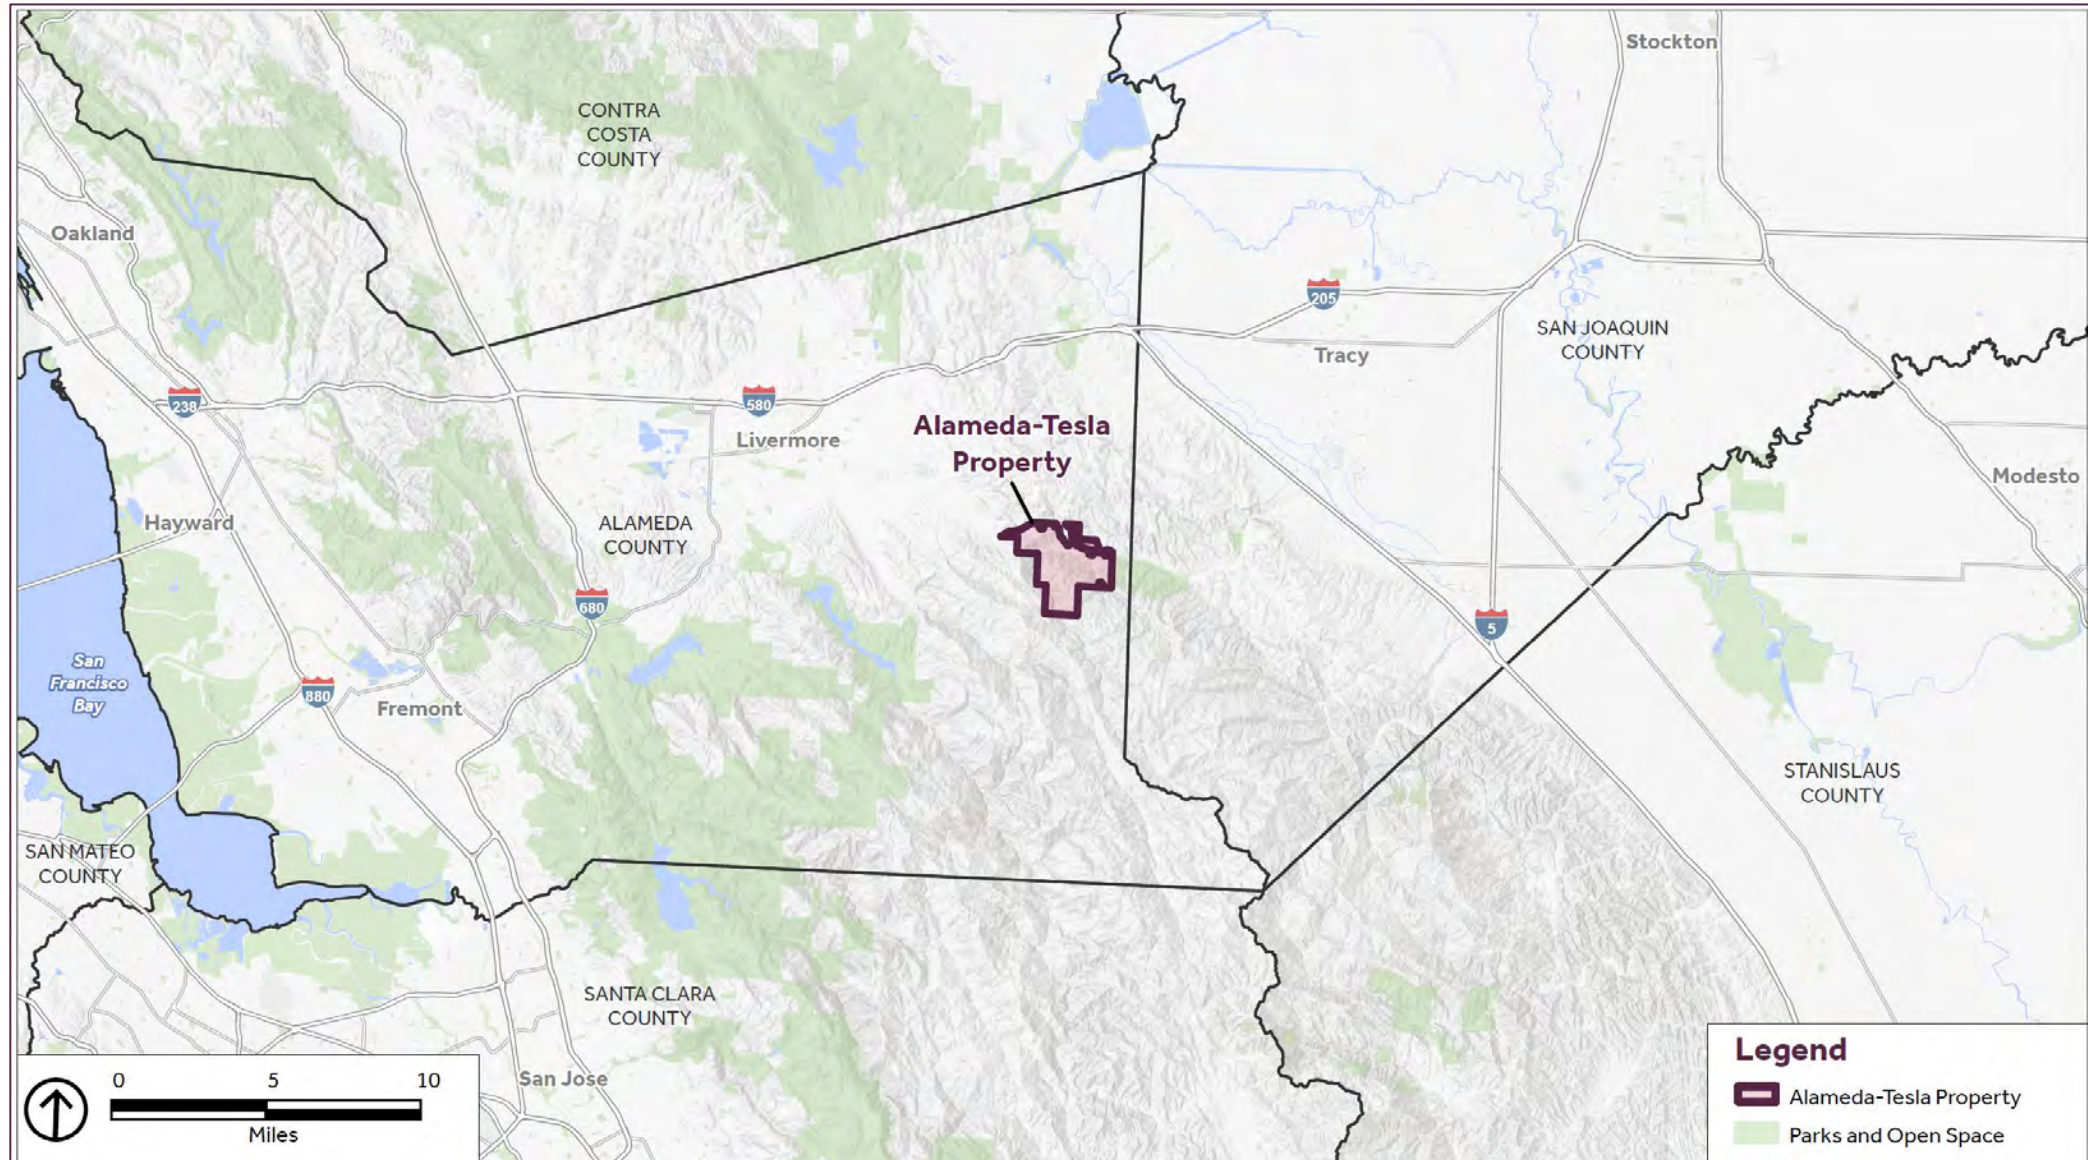 Stockton
CONTRA
COSTA
COUNTY
Oakland
205
SAN JOAQUIN
COUNTY
Tracy
238
580
Livermore
Alameda-Tesla
Property
Modesto
Hayward
ALAMEDA
COUNTY
680
5
San
Francisco
Bay
880
Fremont
STANISLAUS
COUNTY
SAN MATEO
COUNTY
SANTA CLARA
COUNTY
San Jose
0 5 10
Miles
Legend
Alameda-Tesla Property
Parks and Open Space